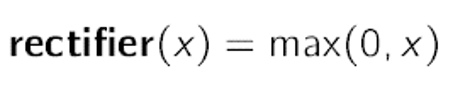 rectifier(x) = max(0, x)